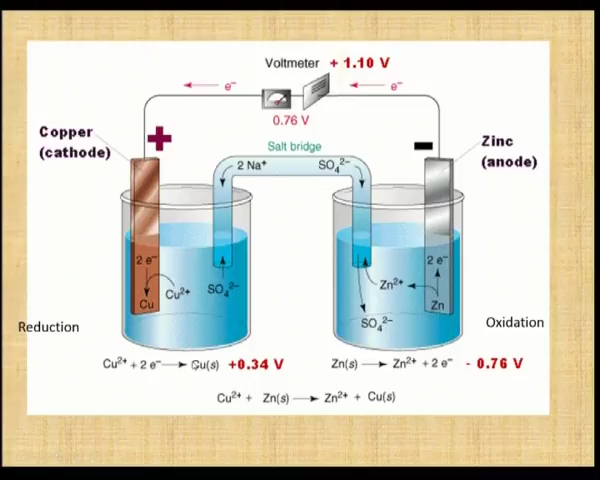 Voltmeter + 1.10 V
e⁻ e⁻
0.76 V
Copper
(cathode)
+
−
Zinc
(anode)
Salt bridge
2 Na⁺ SO₄²⁻
2 e⁻
Cu²⁺
Cu
SO₄²⁻
2 e⁻
Zn²⁺
Zn
SO₄²⁻
Reduction
Oxidation
Cu²⁺ + 2 e⁻ → Cu(s) +0.34 V
Zn(s) → Zn²⁺ + 2 e⁻ - 0.76 V
Cu²⁺ + Zn(s) → Zn²⁺ + Cu(s)